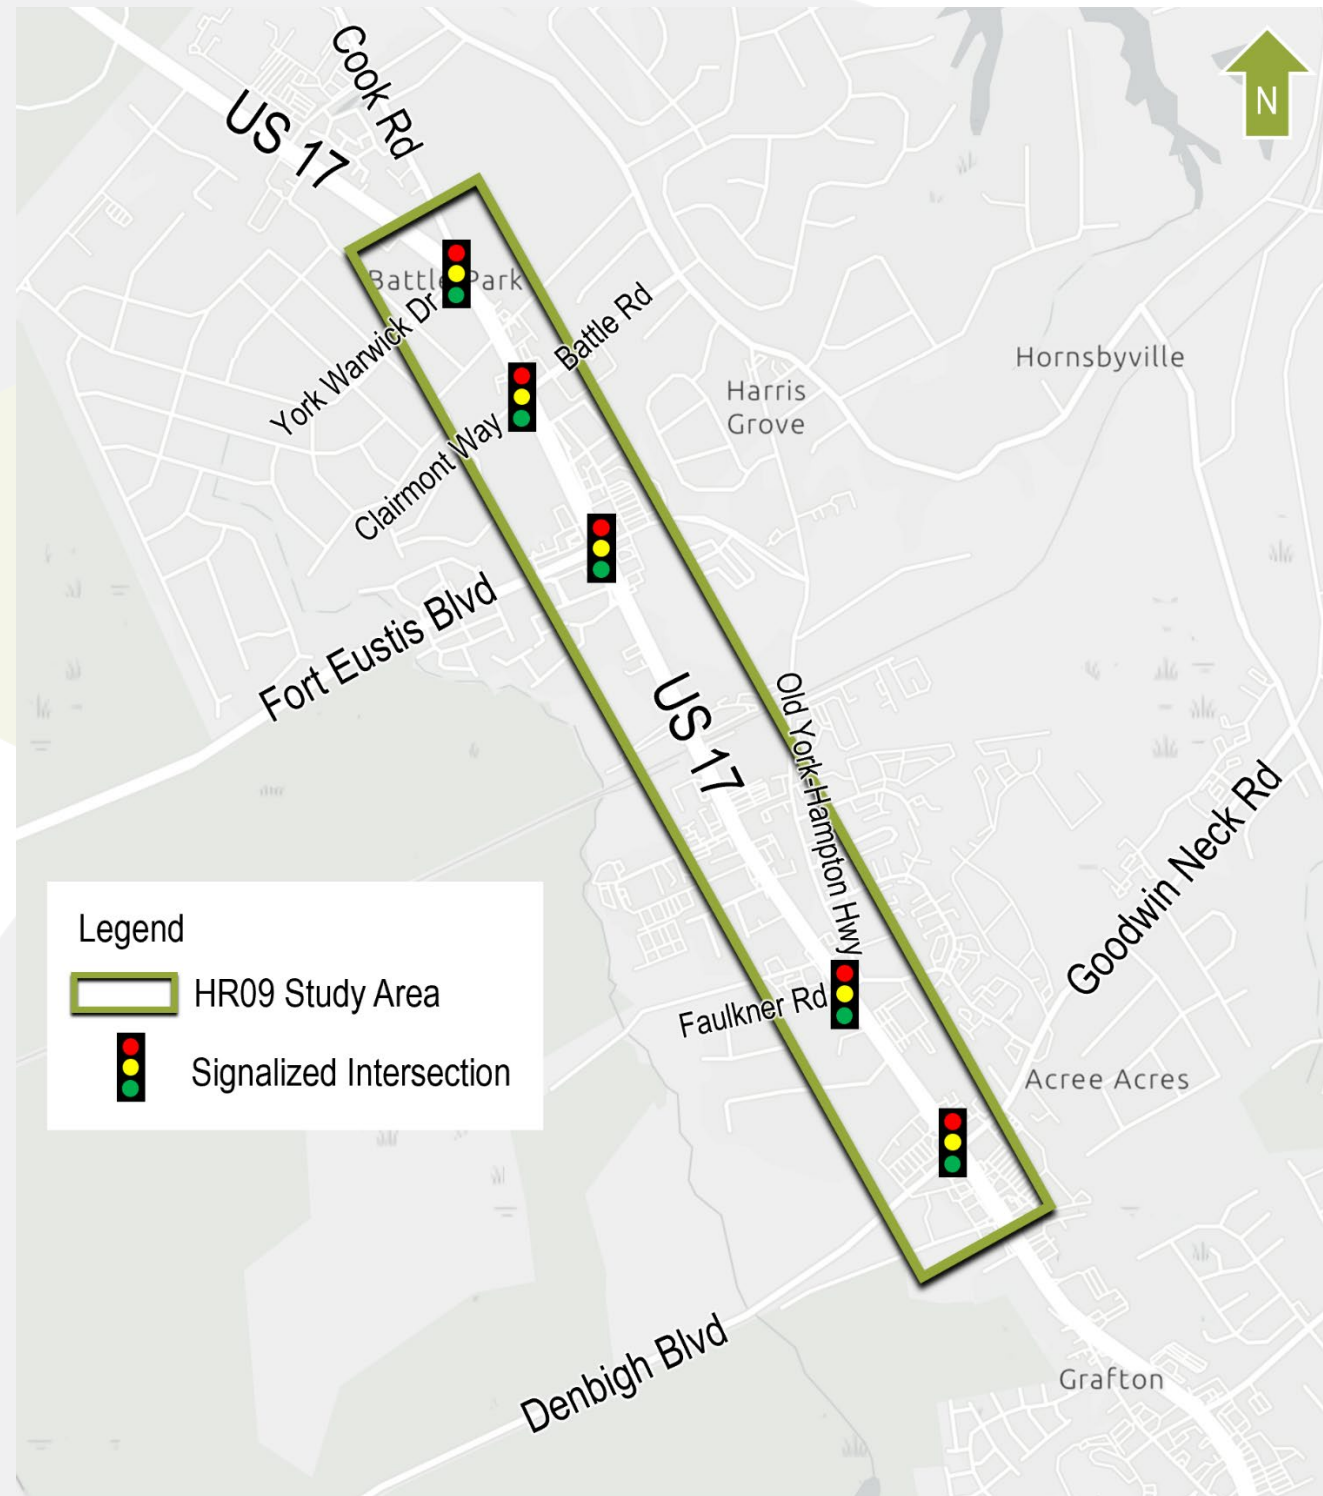 Cook Rd
US 17
N
Battle Park
York Warwick Dr
Battle Rd
Clairmont Way
Harris
Grove
Hornsbyville
Fort Eustis Blvd
US 17
Old York-Hampton Hwy
Goodwin Neck Rd
Faulkner Rd
Acree Acres
Legend
HR09 Study Area
Signalized Intersection
Denbigh Blvd
Grafton